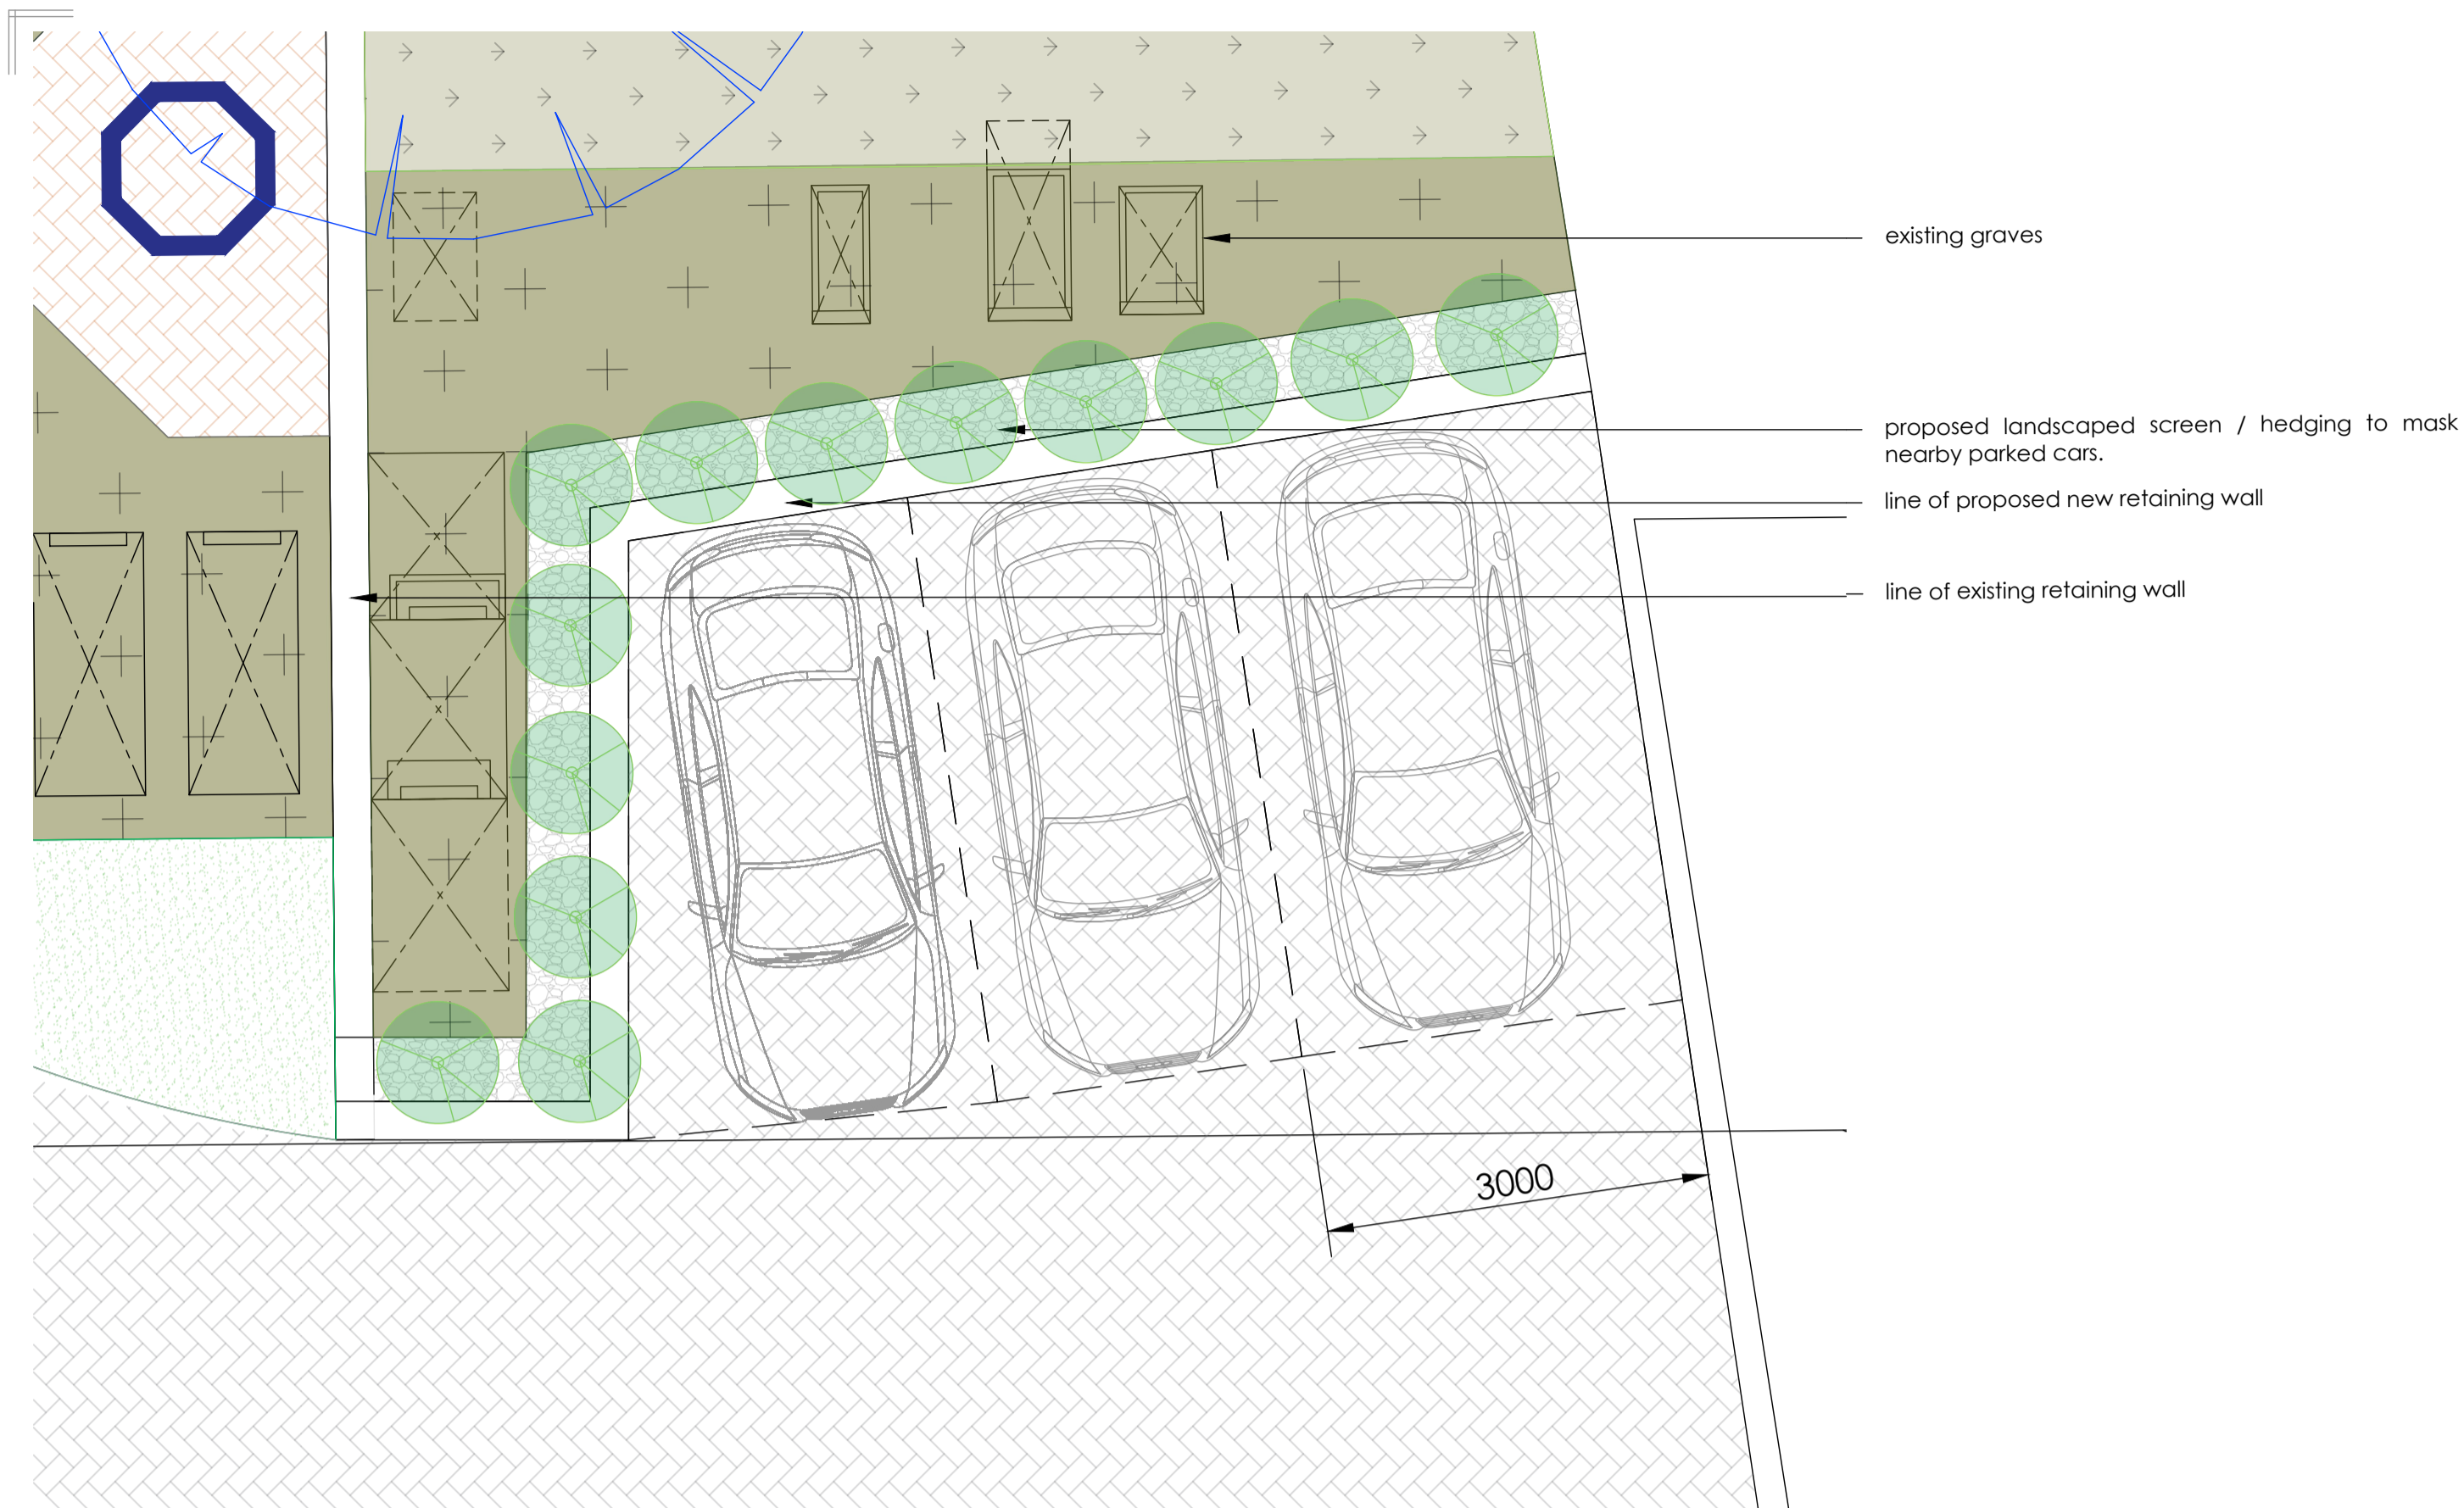 existing graves
proposed landscaped screen / hedging to mask
nearby parked cars.
line of proposed new retaining wall
line of existing retaining wall
3000